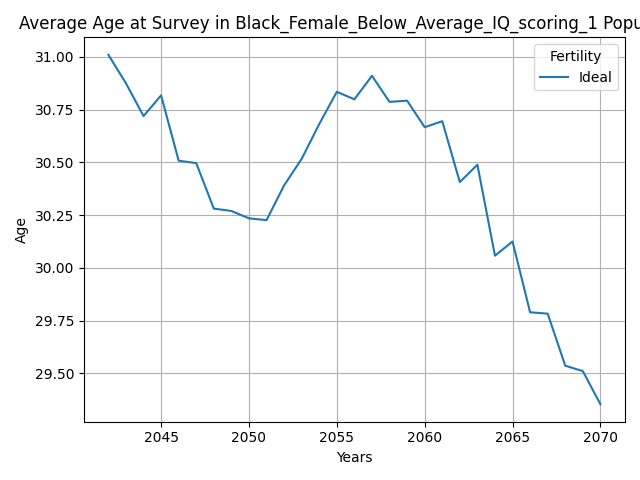 Average Age at Survey in Black_Female_Below_Average_IQ_scoring_1 Popu
Fertility
Ideal
31.00
30.75
30.50
30.25
30.00
29.75
29.50
Age
2045 2050 2055 2060 2065 2070
Years